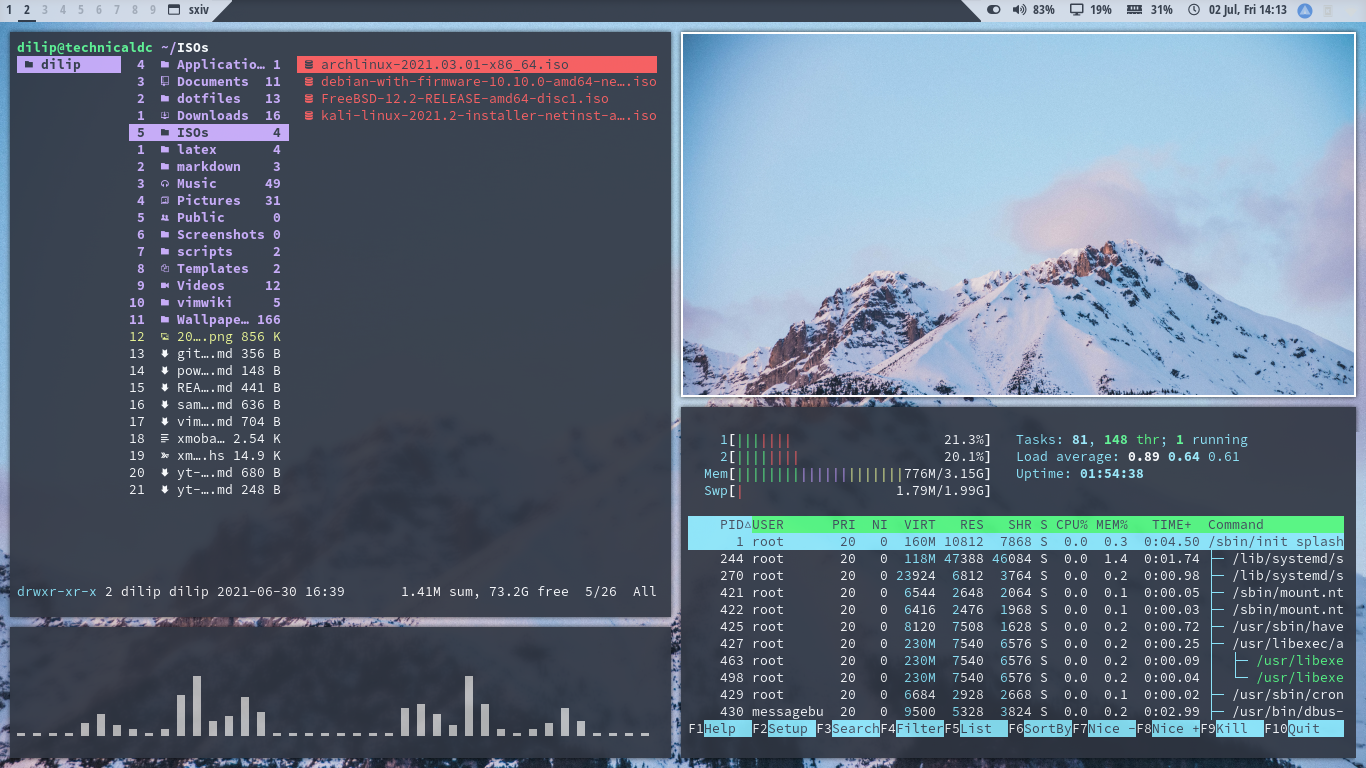 1 2 3 4 5 6 7 8 9 sxiv 83% 19% 31% 02 Jul, Fri 14:13
dilip@technicaldc ~/ISOs
dilip
4 Applicatio… 1
3 Documents 11
2 dotfiles 13
1 Downloads 16
5 ISOs 4
1 latex 4
2 markdown 3
3 Music 49
4 Pictures 31
5 Public 0
6 Screenshots 0
7 scripts 2
8 Templates 2
9 Videos 12
10 vimwiki 5
11 Wallpape… 166
12 20….png 856 K
13 git….md 356 B
14 pow….md 148 B
15 REA….md 441 B
16 sam….md 636 B
17 vim….md 704 B
18 xmoba… 2.54 K
19 xm….hs 14.9 K
20 yt-….md 680 B
21 yt-….md 248 B
archlinux-2021.03.01-x86_64.iso
debian-with-firmware-10.10.0-amd64-ne….iso
FreeBSD-12.2-RELEASE-amd64-disc1.iso
kali-linux-2021.2-installer-netinst-a….iso
drwxr-xr-x 2 dilip dilip 2021-06-30 16:39 1.41M sum, 73.2G free 5/26 All
1[|||||||| 21.3%] Tasks: 81, 148 thr; 1 running
2[|||||||| 20.1%] Load average: 0.89 0.64 0.61
Mem[|||||||||||||||||||||776M/3.15G] Uptime: 01:54:38
Swp[| 1.79M/1.99G]
PID△USER PRI NI VIRT RES SHR S CPU% MEM% TIME+ Command
1 root 20 0 160M 10812 7868 S 0.0 0.3 0:04.50 /sbin/init splash
244 root 20 0 118M 47388 46084 S 0.0 1.4 0:01.74 ├─ /lib/systemd/s
270 root 20 0 23924 6812 3764 S 0.0 0.2 0:00.98 ├─ /lib/systemd/s
421 root 20 0 6544 2648 2064 S 0.0 0.1 0:00.05 ├─ /sbin/mount.nt
422 root 20 0 6416 2476 1968 S 0.0 0.1 0:00.03 ├─ /sbin/mount.nt
425 root 20 0 8120 7508 1628 S 0.0 0.2 0:00.72 ├─ /usr/sbin/have
427 root 20 0 230M 7540 6576 S 0.0 0.2 0:00.25 ├─ /usr/libexec/a
463 root 20 0 230M 7540 6576 S 0.0 0.2 0:00.09 │ ├─ /usr/libexe
498 root 20 0 230M 7540 6576 S 0.0 0.2 0:00.04 │ └─ /usr/libexe
429 root 20 0 6684 2928 2668 S 0.0 0.1 0:00.02 ├─ /usr/sbin/cron
430 messagebu 20 0 9500 5328 3824 S 0.0 0.2 0:02.99 ├─ /usr/bin/dbus-
F1Help F2Setup F3SearchF4FilterF5List F6SortByF7Nice -F8Nice +F9Kill F10Quit